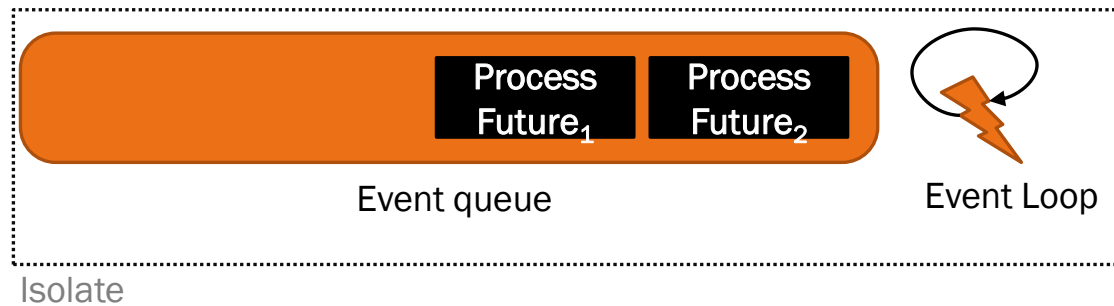 Process
Future₁
Process
Future₂
Event queue
Event Loop
Isolate